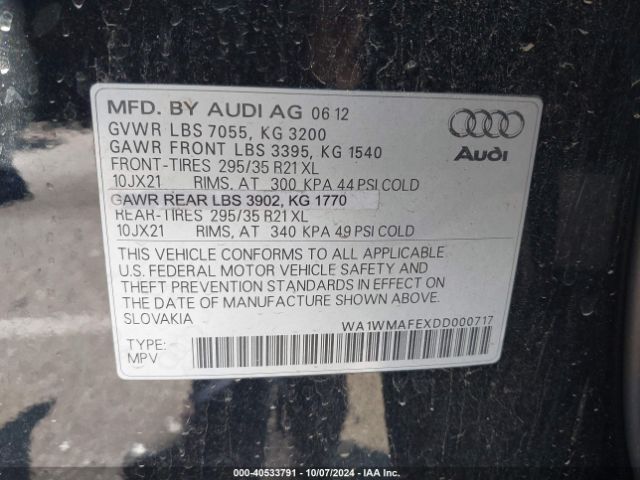 MFD. BY AUDI AG 06 12
GVWR LBS 7055, KG 3200
GAWR FRONT LBS 3395, KG 1540
FRONT-TIRES 295/35 R21 XL
10JX21 RIMS, AT 300 KPA 44 PSI COLD
GAWR REAR LBS 3902, KG 1770
REAR-TIRES 295/35 R21 XL
10JX21 RIMS, AT 340 KPA 49 PSI COLD
THIS VEHICLE CONFORMS TO ALL APPLICABLE
U.S. FEDERAL MOTOR VEHICLE SAFETY AND
THEFT PREVENTION STANDARDS IN EFFECT ON
THE DATE OF MANUFACTURE SHOWN ABOVE.
SLOVAKIA
WA1WMAFEXDD000717
TYPE:
MPV
Audi
000-40533791 - 10/07/2024 - IAA Inc.